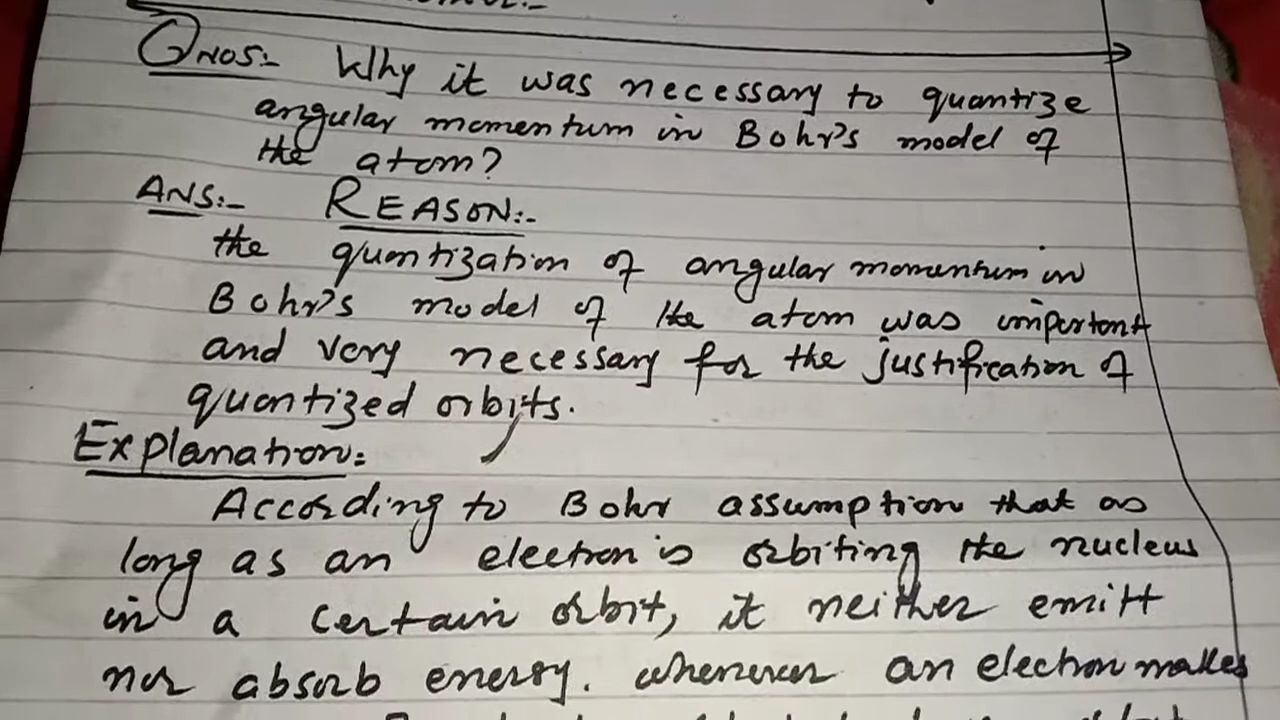 Q NO5:- Why it was necessary to quantize
angular momentum in Bohr's model of
the atom?
ANS:- REASON:-
the quantization of angular momentum in
Bohr's model of the atom was important
and very necessary for the justification of
quantized orbits.
Explanation:
According to Bohr assumption that as
long as an electron is orbiting the nucleus
in a certain orbit, it neither emitt
nor absorb energy. whenever an electron makes